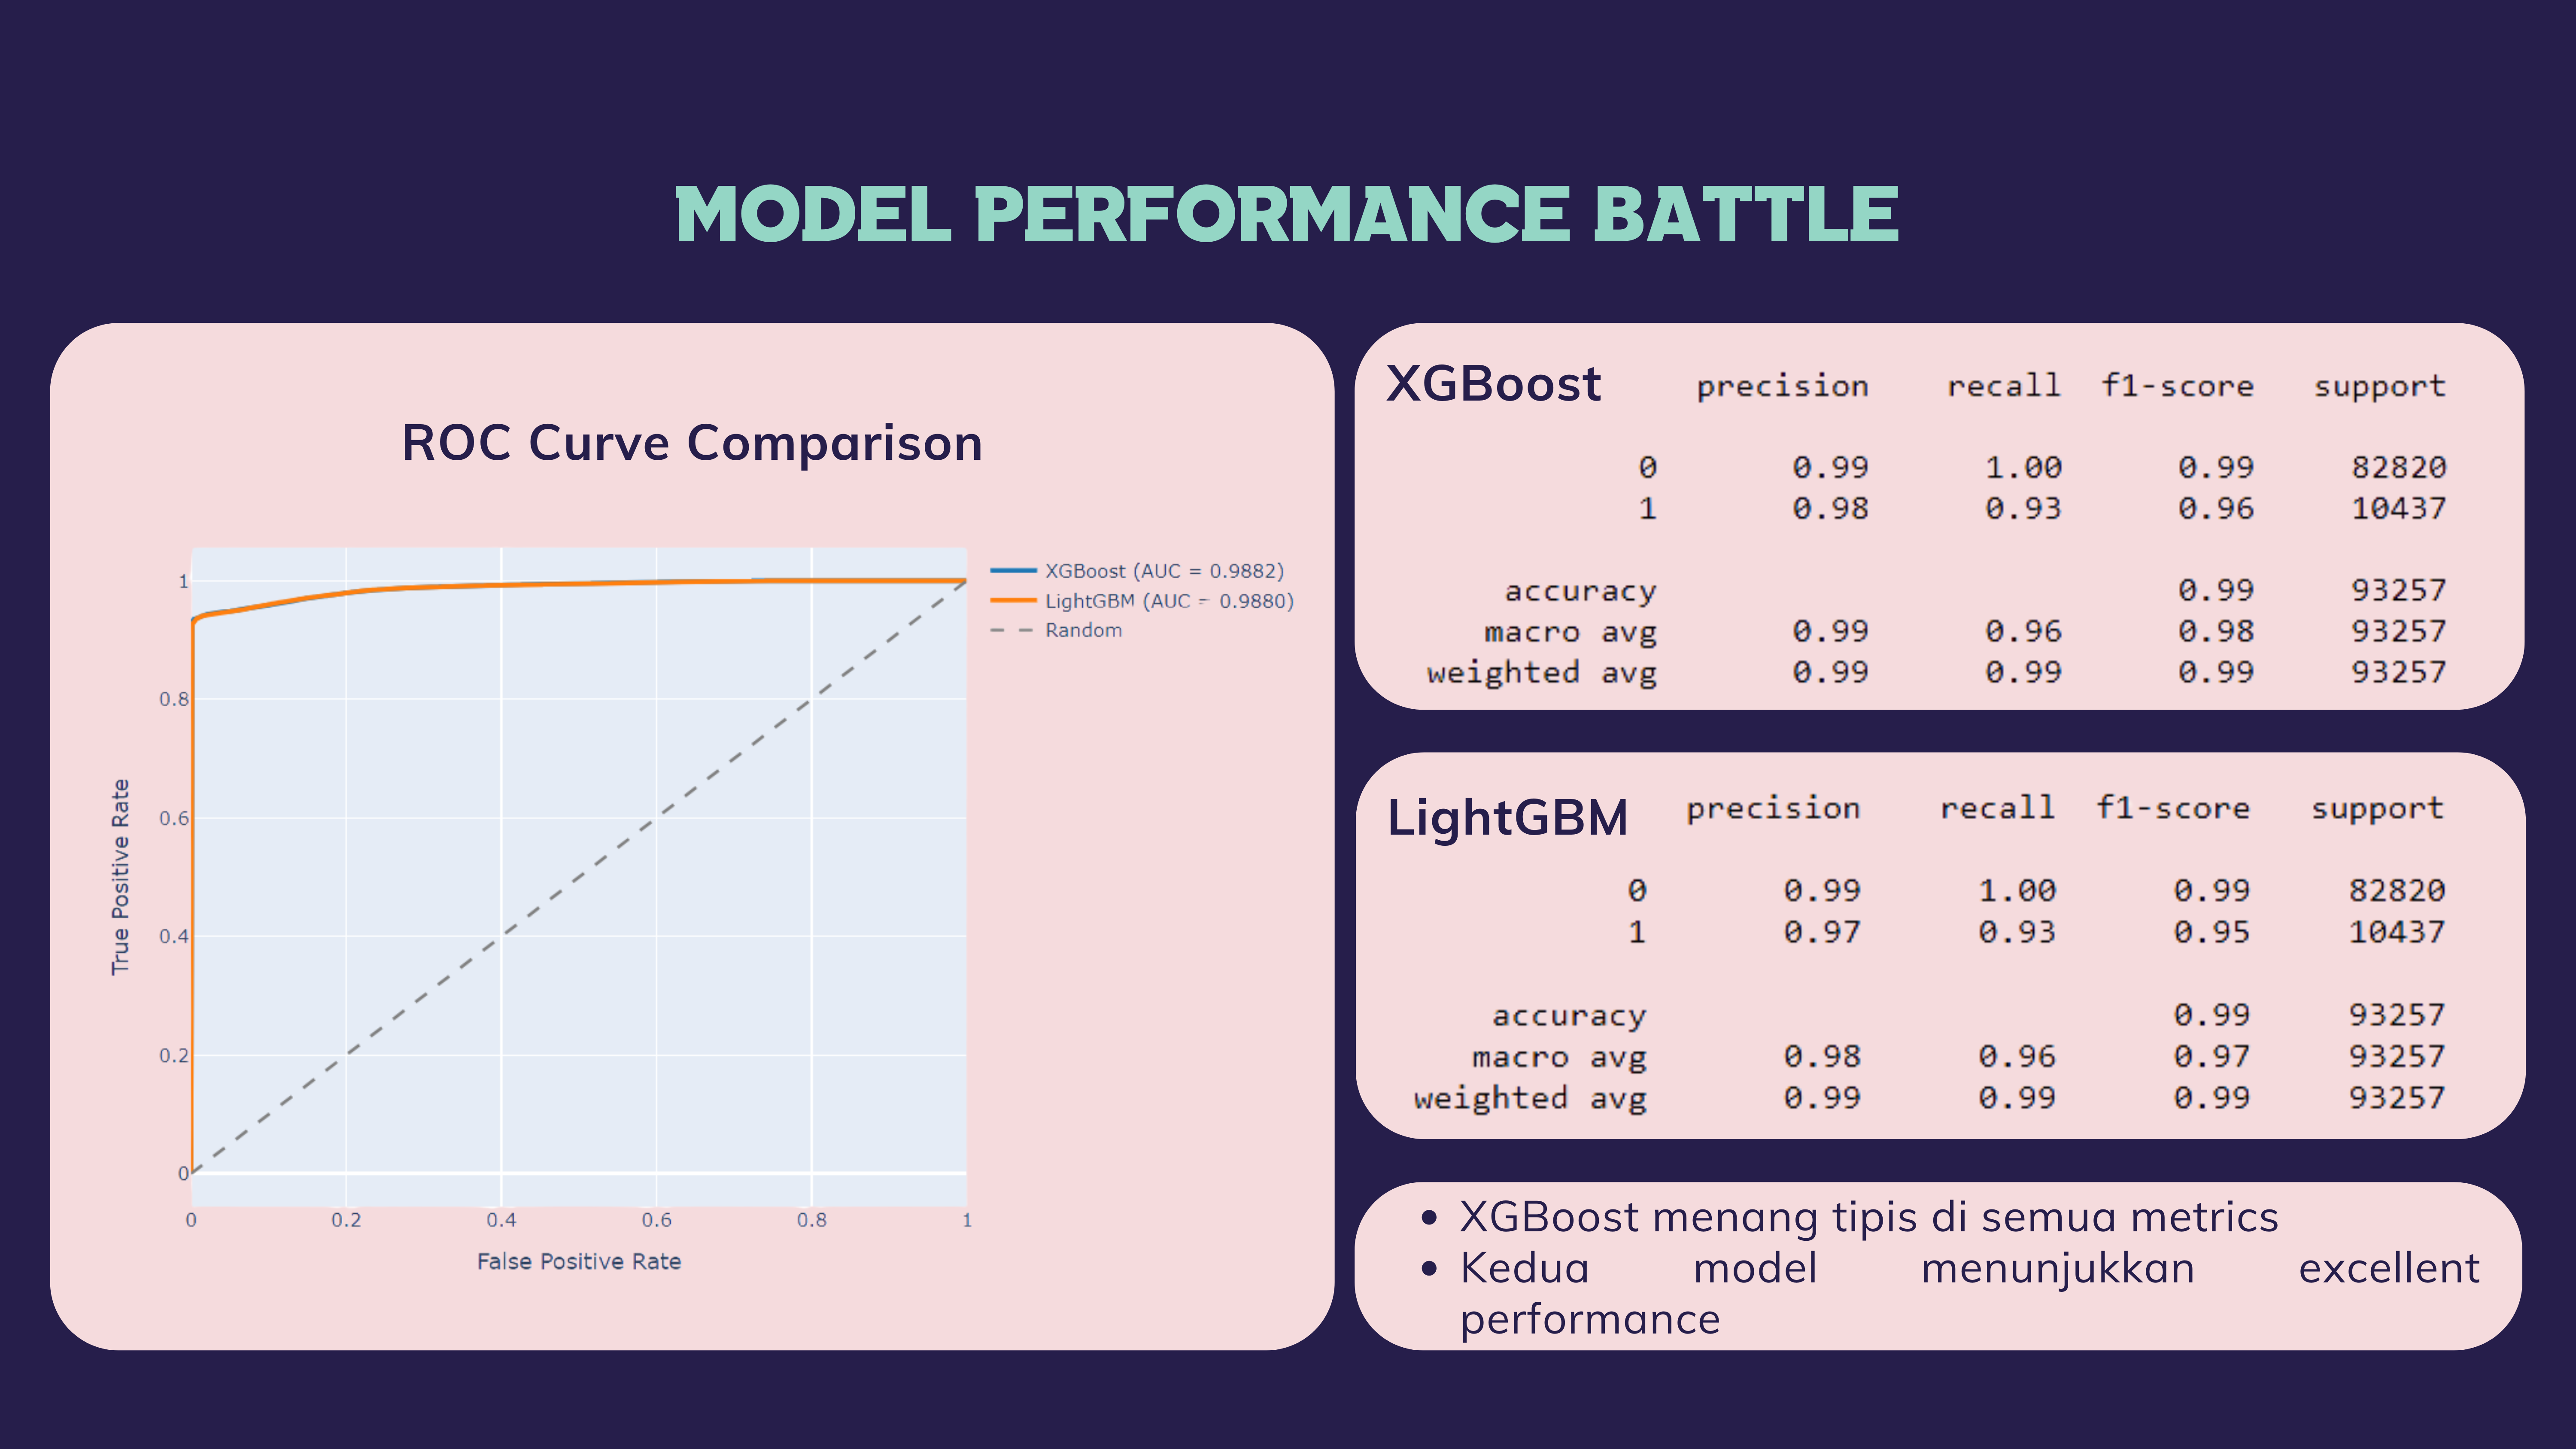 MODEL PERFORMANCE BATTLE
ROC Curve Comparison
XGBoost (AUC = 0.9882)
LightGBM (AUC = 0.9880)
Random
True Positive Rate
1
0.8
0.6
0.4
0.2
0
0 0.2 0.4 0.6 0.8 1
False Positive Rate
XGBoost
precision recall f1-score support
0 0.99 1.00 0.99 82820
1 0.98 0.93 0.96 10437
accuracy 0.99 93257
macro avg 0.99 0.96 0.98 93257
weighted avg 0.99 0.99 0.99 93257
LightGBM
precision recall f1-score support
0 0.99 1.00 0.99 82820
1 0.97 0.93 0.95 10437
accuracy 0.99 93257
macro avg 0.98 0.96 0.97 93257
weighted avg 0.99 0.99 0.99 93257
• XGBoost menang tipis di semua metrics
• Kedua model menunjukkan excellent
performance